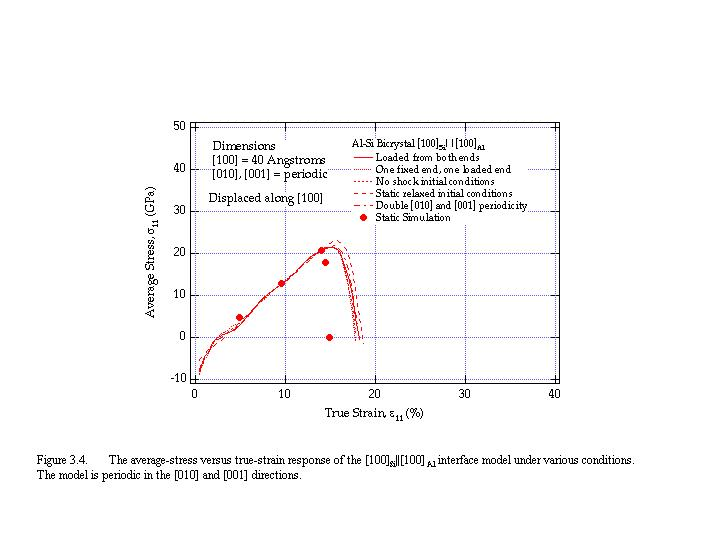 50
40
30
20
10
0
-10
0
10
20
30
40
Average Stress, σ11 (GPa)
True Strain, ε11 (%)
Dimensions
[100] = 40 Angstroms
[010], [001] = periodic
Displaced along [100]
Al-Si Bicrystal [100]Si||[100]Al
Loaded from both ends
One fixed end, one loaded end
No shock initial conditions
Static relaxed initial conditions
Double [010] and [001] periodicity
Static Simulation
Figure 3.4. The average-stress versus true-strain response of the [100]Si||[100]Al interface model under various conditions.
The model is periodic in the [010] and [001] directions.